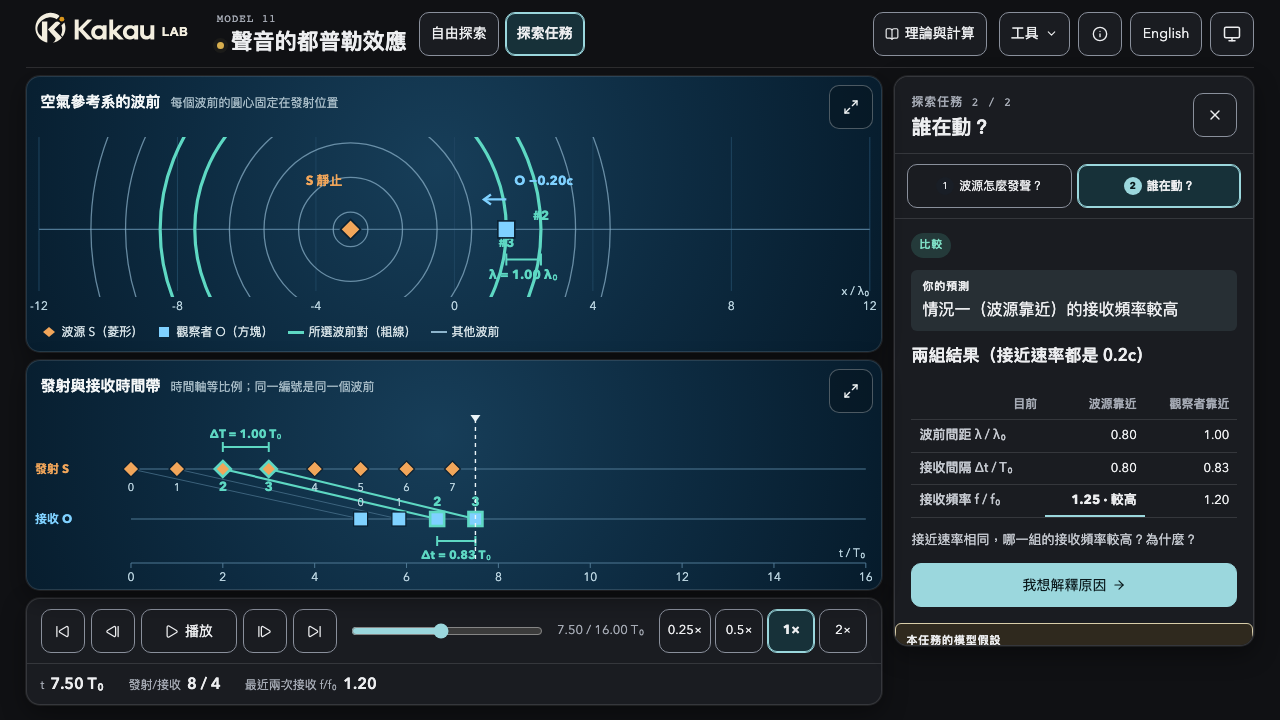 Kakau LAB
MODEL 11
聲音的都普勒效應
自由探索
探索任務
理論與計算
工具
English
空氣參考系的波前 每個波前的圓心固定在發射位置
S 靜止
O −0.20c
#2
#3
λ = 1.00 λ₀
x / λ₀
-12 -8 -4 0 4 8 12
波源 S（菱形） 觀察者 O（方塊） 所選波前對（粗線） 其他波前
發射與接收時間帶 時間軸等比例；同一編號是同一個波前
ΔT = 1.00 T₀
發射 S
0 1 2 3 4 5 6 7
0 1 2 3
接收 O
Δt = 0.83 T₀
t / T₀
0 2 4 6 8 10 12 14 16
播放
7.50 / 16.00 T₀
0.25× 0.5× 1× 2×
t 7.50 T₀ 發射/接收 8 / 4 最近兩次接收 f/f₀ 1.20
探索任務 2 / 2
誰在動？
1 波源怎麼發聲？
2 誰在動？
比較
你的預測
情況一（波源靠近）的接收頻率較高
兩組結果（接近速率都是 0.2c）
目前 波源靠近 觀察者靠近
波前間距 λ / λ₀ 0.80 1.00
接收間隔 Δt / T₀ 0.80 0.83
接收頻率 f / f₀ 1.25 · 較高 1.20
接近速率相同，哪一組的接收頻率較高？為什麼？
我想解釋原因 →
本任務的模型假設